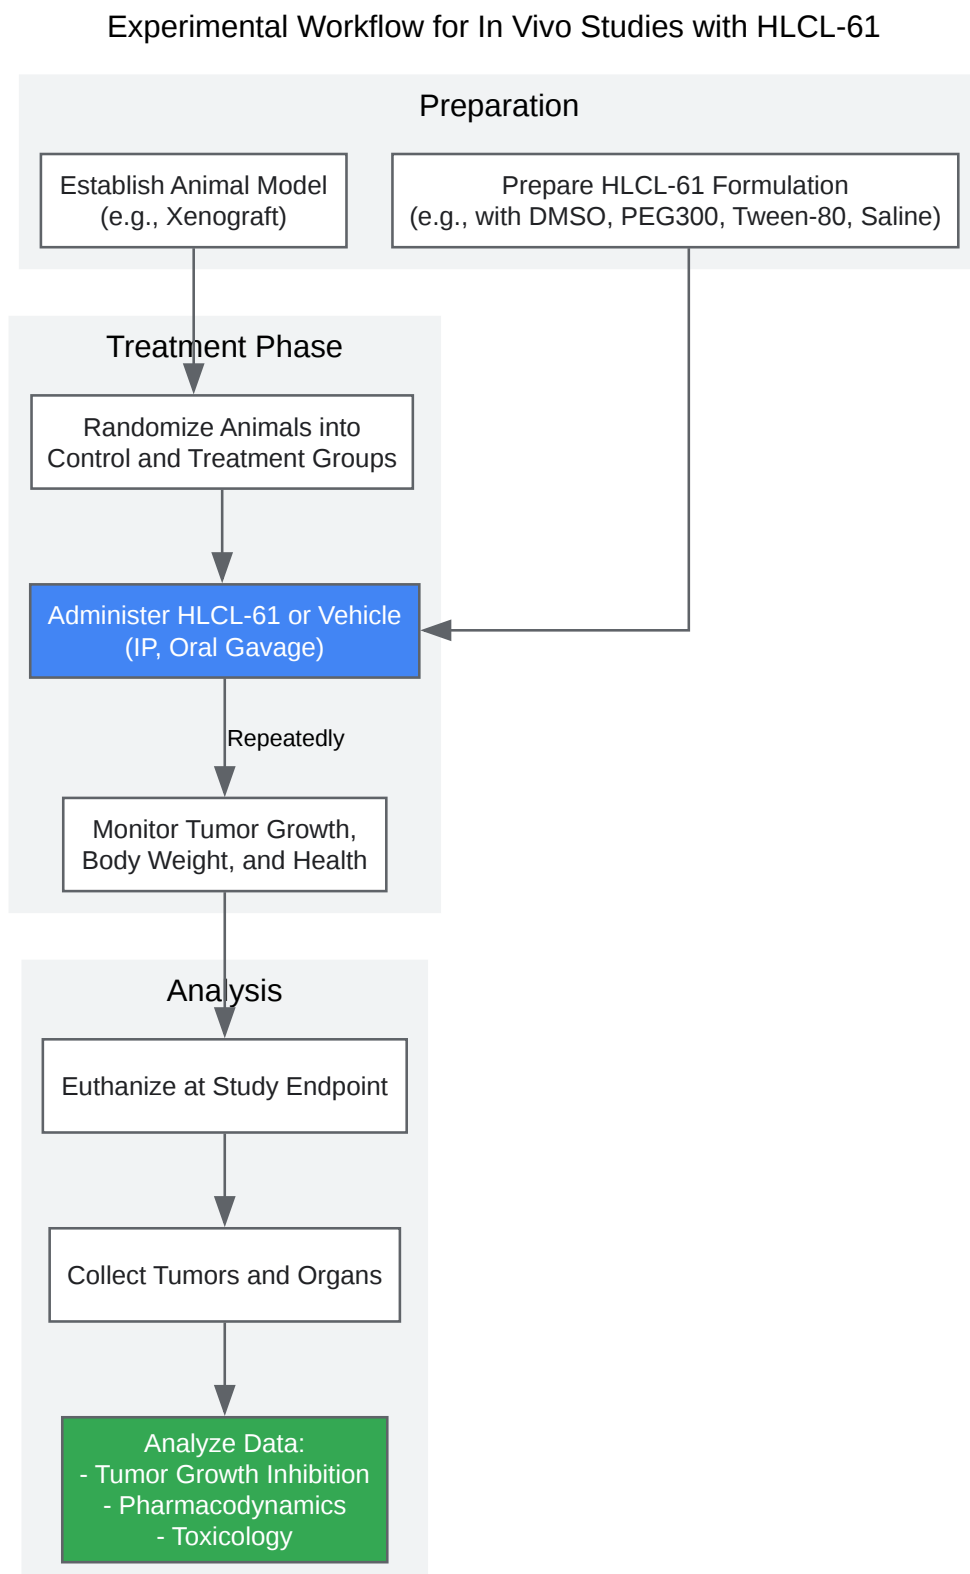 Experimental Workflow for In Vivo Studies with HLCL-61
Preparation
Establish Animal Model
(e.g., Xenograft)
Prepare HLCL-61 Formulation
(e.g., with DMSO, PEG300, Tween-80, Saline)
Treatment Phase
Randomize Animals into
Control and Treatment Groups
Administer HLCL-61 or Vehicle
(IP, Oral Gavage)
Repeatedly
Monitor Tumor Growth,
Body Weight, and Health
Analysis
Euthanize at Study Endpoint
Collect Tumors and Organs
Analyze Data:
- Tumor Growth Inhibition
- Pharmacodynamics
- Toxicology